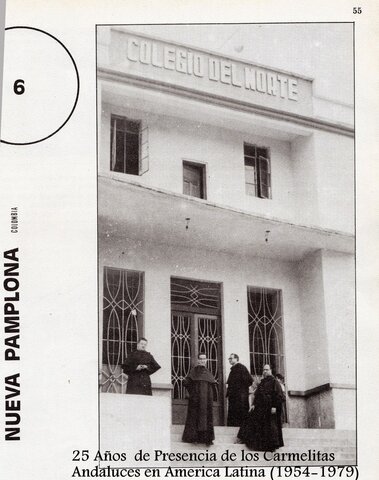 55
6
COLEGIO DEL NORTE
NUEVA PAMPLONA
COLOMBIA
25 Años de Presencia de los Carmelitas
Andaluces en America Latina (1954-1979)